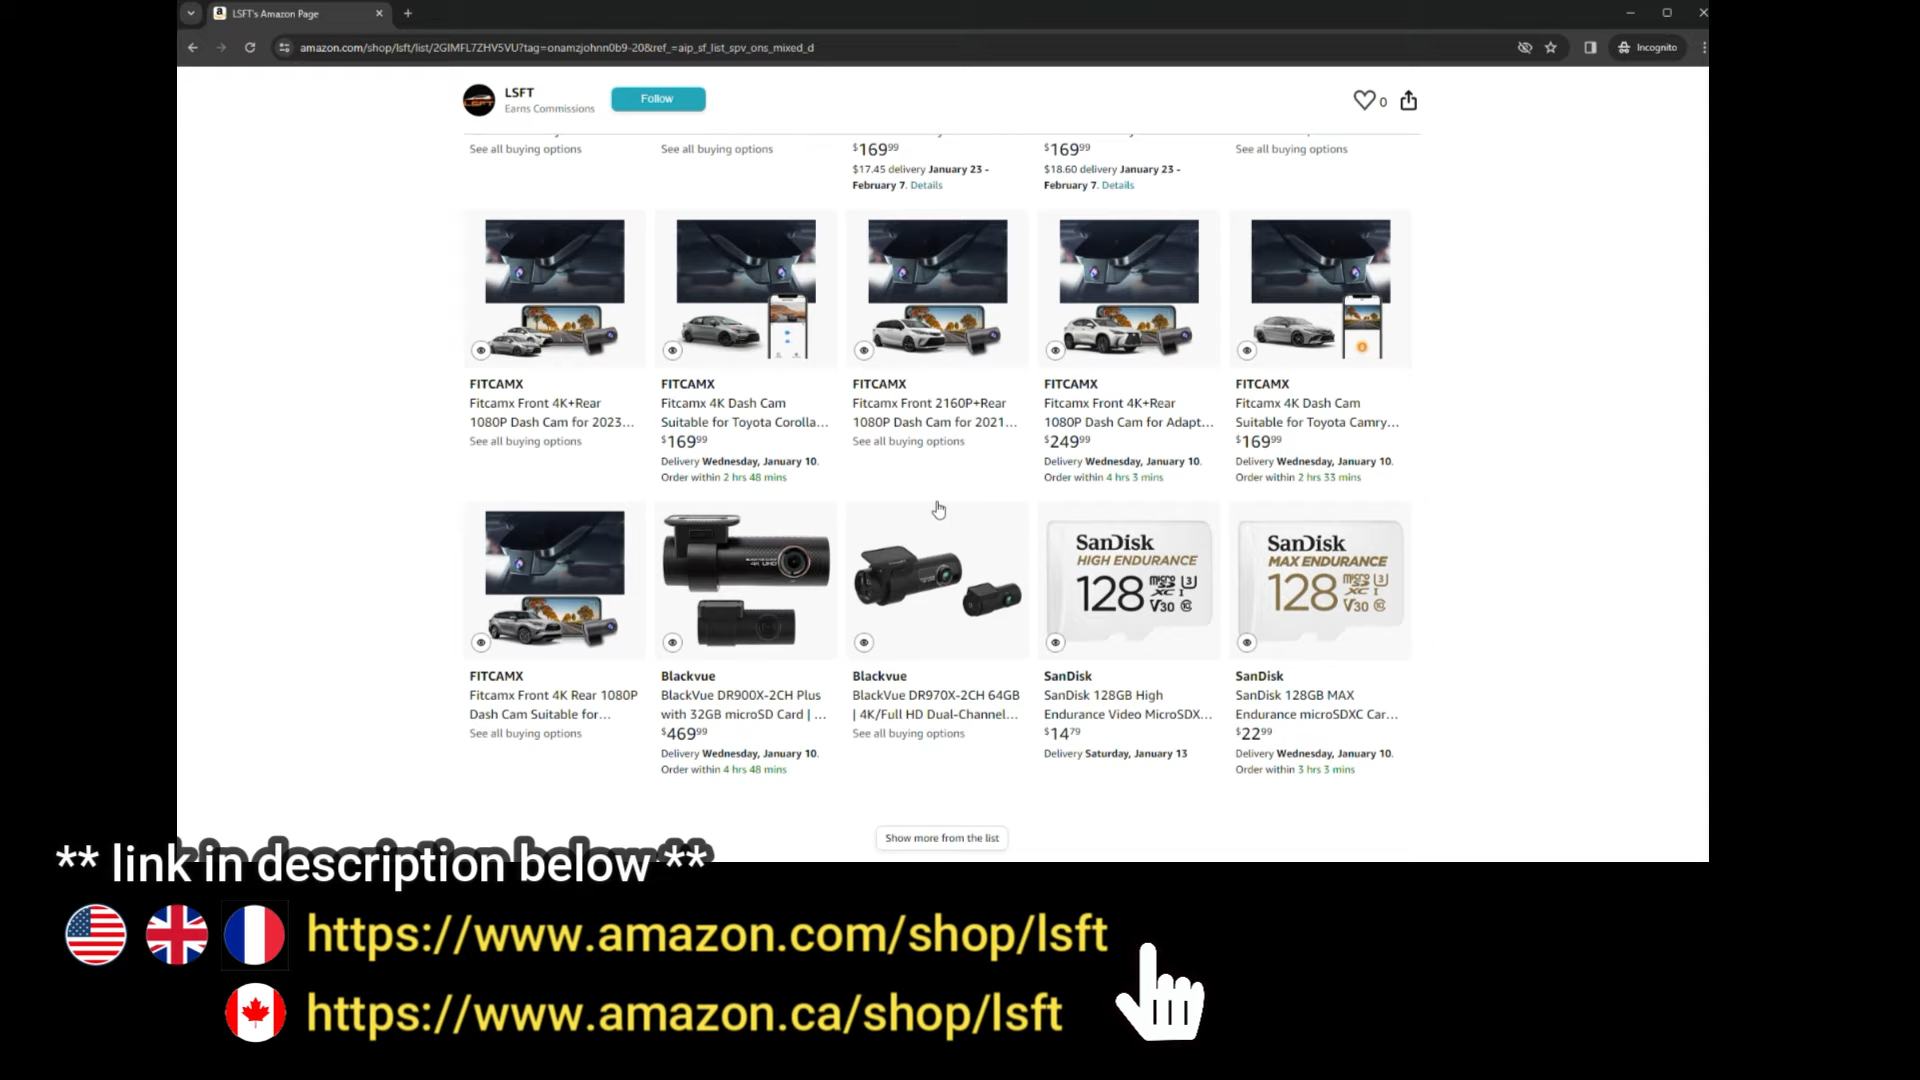 LSFT's Amazon Page
amazon.com/shop/lsft/list/2GIMFL7ZHV5VU?tag=onamzjohnn0b9-20&ref_=aip_sf_list_spv_ons_mixed_d
Incognito
LSFT
Earns Commissions
Follow
0
See all buying options
See all buying options
$169.99
$17.45 delivery January 23 -
February 7. Details
$169.99
$18.60 delivery January 23 -
February 7. Details
See all buying options
FITCAMX
Fitcamx Front 4K+Rear
1080P Dash Cam for 2023...
See all buying options
FITCAMX
Fitcamx 4K Dash Cam
Suitable for Toyota Corolla...
$169.99
Delivery Wednesday, January 10.
Order within 2 hrs 48 mins
FITCAMX
Fitcamx Front 2160P+Rear
1080P Dash Cam for 2021...
See all buying options
FITCAMX
Fitcamx Front 4K+Rear
1080P Dash Cam for Adapt...
$249.99
Delivery Wednesday, January 10.
Order within 4 hrs 3 mins
FITCAMX
Fitcamx 4K Dash Cam
Suitable for Toyota Camry...
$169.99
Delivery Wednesday, January 10.
Order within 2 hrs 33 mins
SanDisk
HIGH ENDURANCE
128 micro SD XC I U3 V30 10
SanDisk
MAX ENDURANCE
128 micro SD XC I U3 V30 10
FITCAMX
Fitcamx Front 4K Rear 1080P
Dash Cam Suitable for...
See all buying options
Blackvue
BlackVue DR900X-2CH Plus
with 32GB microSD Card | ...
$469.99
Delivery Wednesday, January 10.
Order within 4 hrs 48 mins
Blackvue
BlackVue DR970X-2CH 64GB
| 4K/Full HD Dual-Channel...
See all buying options
SanDisk
SanDisk 128GB High
Endurance Video MicroSDX...
$14.79
Delivery Saturday, January 13
SanDisk
SanDisk 128GB MAX
Endurance microSDXC Car...
$22.99
Delivery Wednesday, January 10.
Order within 3 hrs 3 mins
Show more from the list
** link in description below **
https://www.amazon.com/shop/lsft
https://www.amazon.ca/shop/lsft